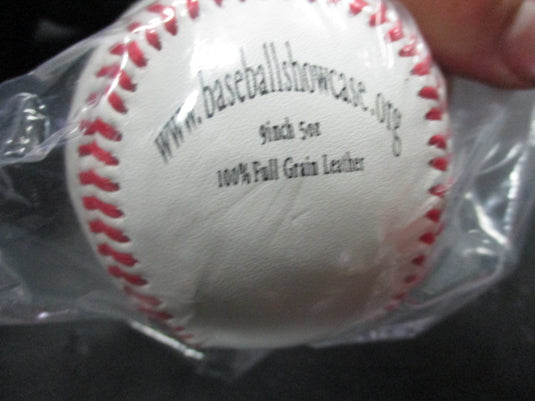 www.baseballshowcase.org
9inch 5oz
100% Full Grain Leather